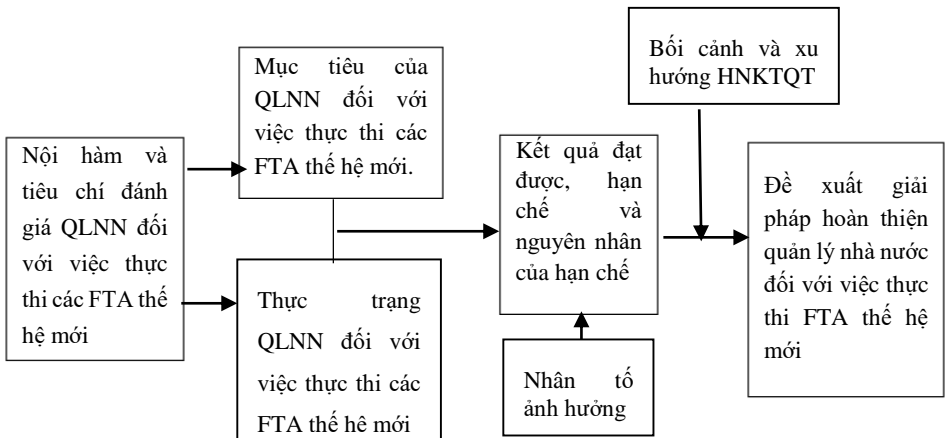 Nội hàm và
tiêu chí đánh
giá QLNN đối
với việc thực
thi các FTA thế
hệ mới
Mục tiêu của
QLNN đối với
việc thực thi các
FTA thế hệ mới.
Thực trạng
QLNN đối với
việc thực thi các
FTA thế hê mới
Kết quả đạt
được, hạn
chế và
nguyên nhân
của hạn chế
Nhân tố
ảnh hưởng
Bối cảnh và xu
hướng HNKTQT
Đề xuất giải
pháp hoàn thiện
quản lý nhà nước
đối với việc thực
thi FTA thế hệ
mới